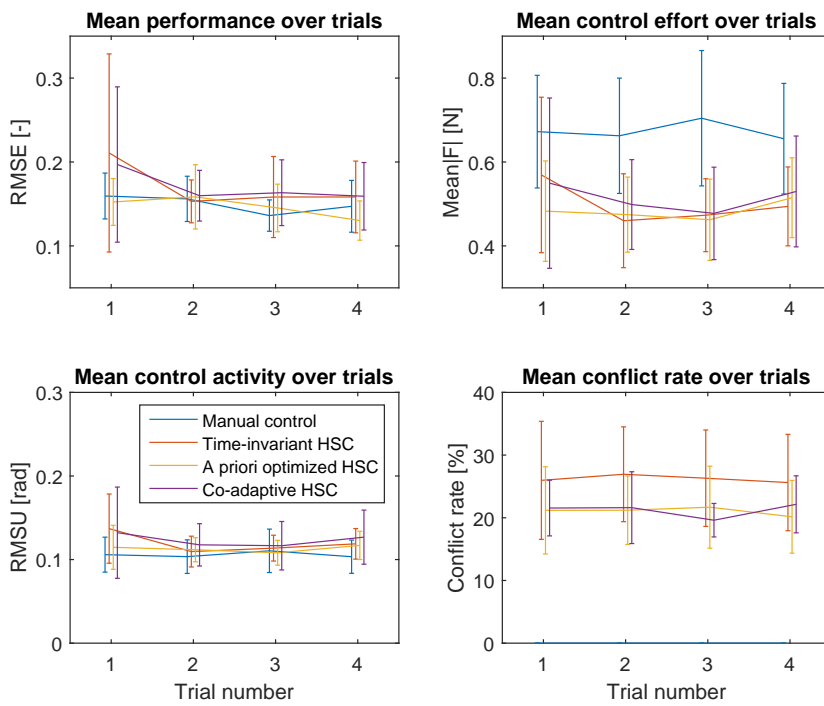 Mean performance over trials
RMSE [-]
0.3
0.2
0.1
1 2 3 4
Mean control effort over trials
Mean|F| [N]
0.8
0.6
0.4
1 2 3 4
Mean control activity over trials
RMSU [rad]
0.3
0.2
0.1
0
Manual control
Time-invariant HSC
A priori optimized HSC
Co-adaptive HSC
1 2 3 4
Trial number
Mean conflict rate over trials
Conflict rate [%]
40
30
20
10
0
1 2 3 4
Trial number